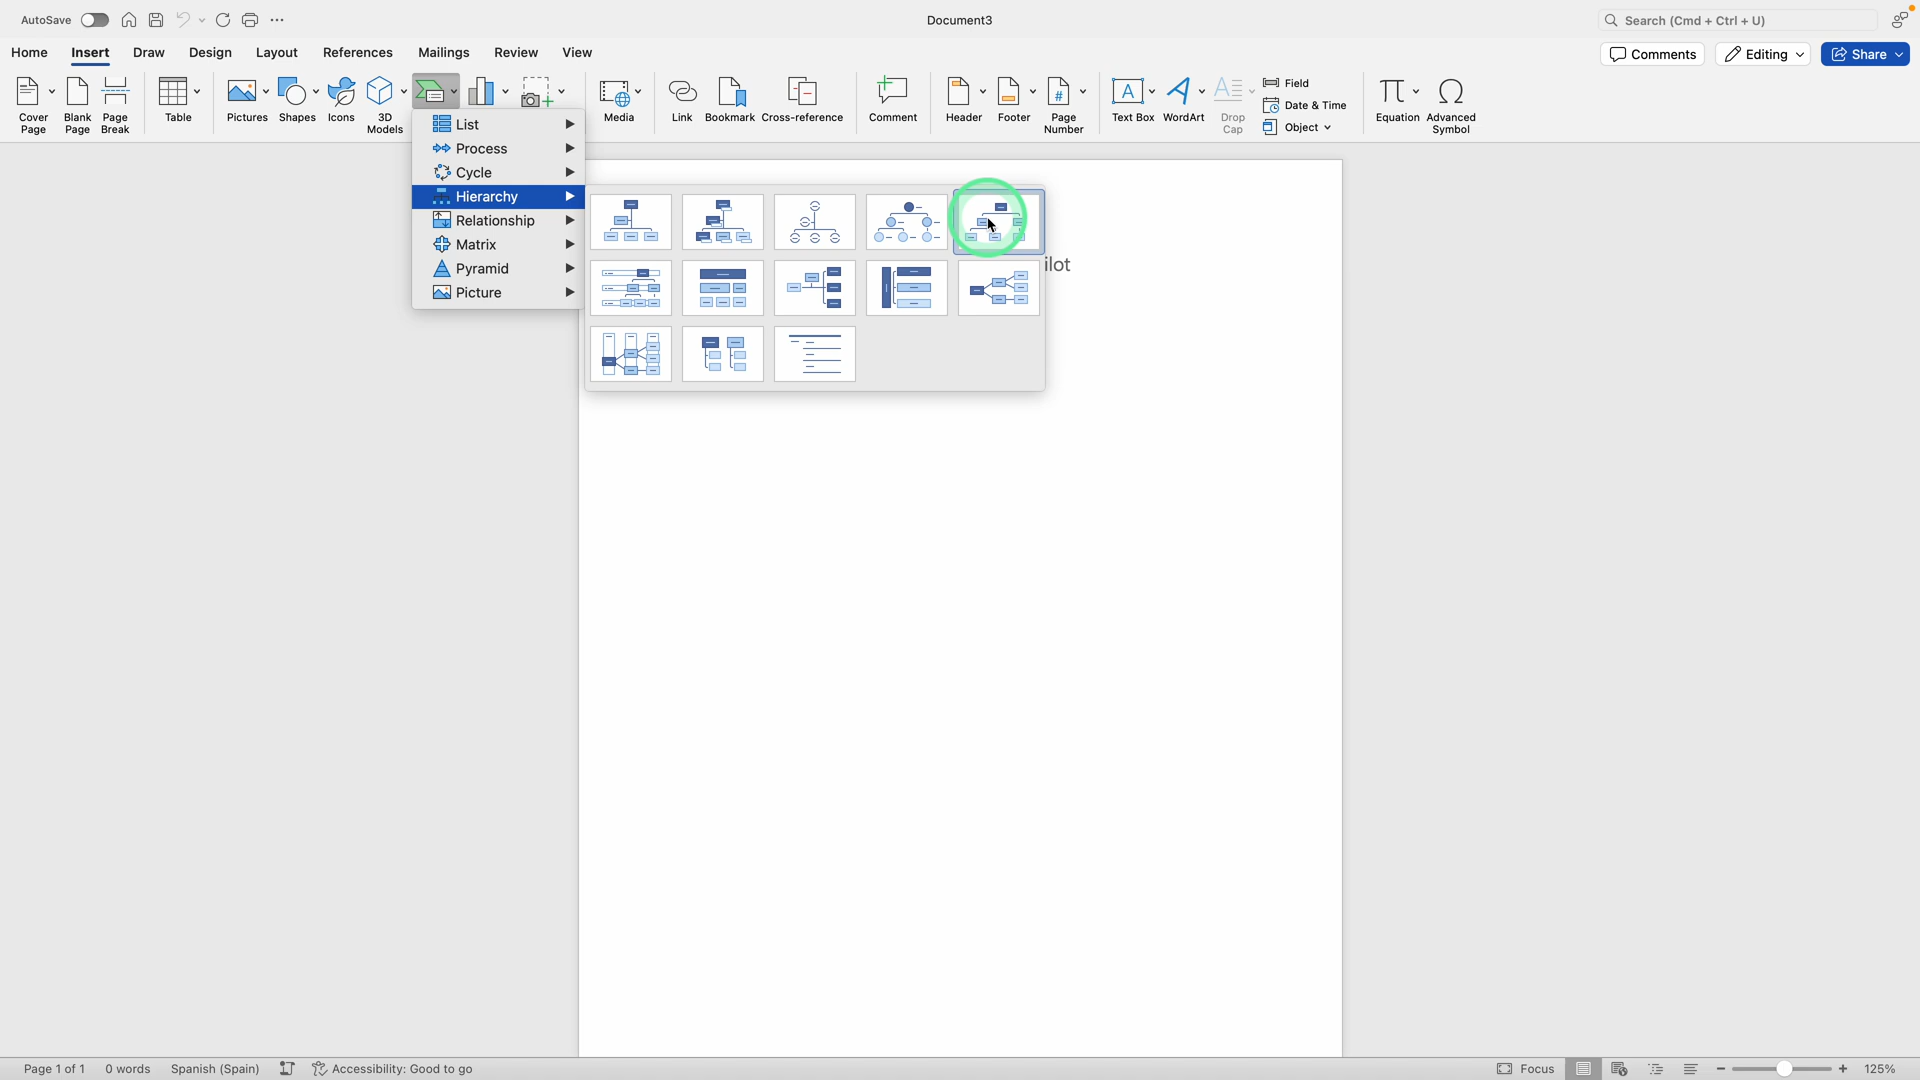 AutoSave
Document3
Search (Cmd + Ctrl + U)
Home
Insert
Draw
Design
Layout
References
Mailings
Review
View
Comments
Editing
Share
Cover
Page
Blank
Page
Page
Break
Table
Pictures
Shapes
Icons
3D
Models
Media
Link
Bookmark
Cross-reference
Comment
Header
Footer
Page
Number
Text Box
WordArt
Drop
Cap
Field
Date & Time
Object
Equation
Advanced
Symbol
List
Process
Cycle
Hierarchy
Relationship
Matrix
Pyramid
Picture
ilot
Page 1 of 1
0 words
Spanish (Spain)
Accessibility: Good to go
Focus
125%